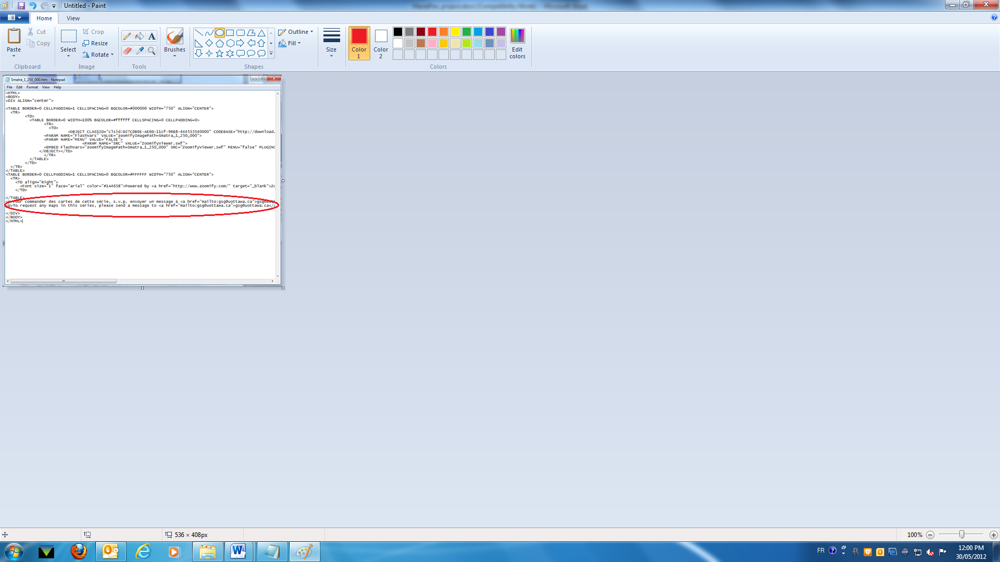 Untitled - Paint
Home View
Paste
Cut
Copy
Clipboard
Select
Crop
Resize
Rotate
Image
Tools
Brushes
Shapes
Outline
Fill
Size
Color 1
Color 2
Edit colors
Colors
Smatra_1_250_000.htm - Notepad
File Edit Format View Help
<HTML>
<BODY>
<DIV ALIGN="center">
<TABLE BORDER=0 CELLPADDING=1 CELLSPACING=0 BGCOLOR=#000000 WIDTH="750" ALIGN="CENTER">
<TR>
<TD>
<TABLE BORDER=0 WIDTH=100% BGCOLOR=#ffffff CELLSPACING=0 CELLPADDING=0>
<TR>
<TD>
<OBJECT CLASSID="clsid:D27CDB6E-AE6D-11cf-96B8-444553540000" CODEBASE="http://download.
<PARAM NAME="FlashVars" VALUE="zoomifyImagePath=Smatra_1_250_000">
<PARAM NAME="MENU" VALUE="FALSE">
<PARAM NAME="SRC" VALUE="ZoomifyViewer.swf">
<EMBED FlashVars="zoomifyImagePath=Smatra_1_250_000" SRC="ZoomifyViewer.swf" MENU="false" PLUGINS
</OBJECT></TD>
</TR>
</TABLE>
</TD>
</TR>
</TABLE>
<TABLE BORDER=0 CELLPADDING=1 CELLSPACING=0 BGCOLOR=#FFFFFF WIDTH="750" ALIGN="CENTER">
<TR>
<TD align="Right">
<Font size="1" face="arial" color="#1A4658">Powered by <a href="http://www.zoomify.com/" target="_blank">Zo
</TD>
</TABLE>
commander des cartes de cette série, s.v.p. envoyer un message à <a href="mailto:gsg@uottawa.ca">
<p>To request any maps in this series, please send a message to <a href="mailto:gsg@uottawa.ca">gsg@uottawa.ca</
</DIV>
</BODY>
</HTML>
536 × 408px
100%
FR
12:00 PM
30/05/2012